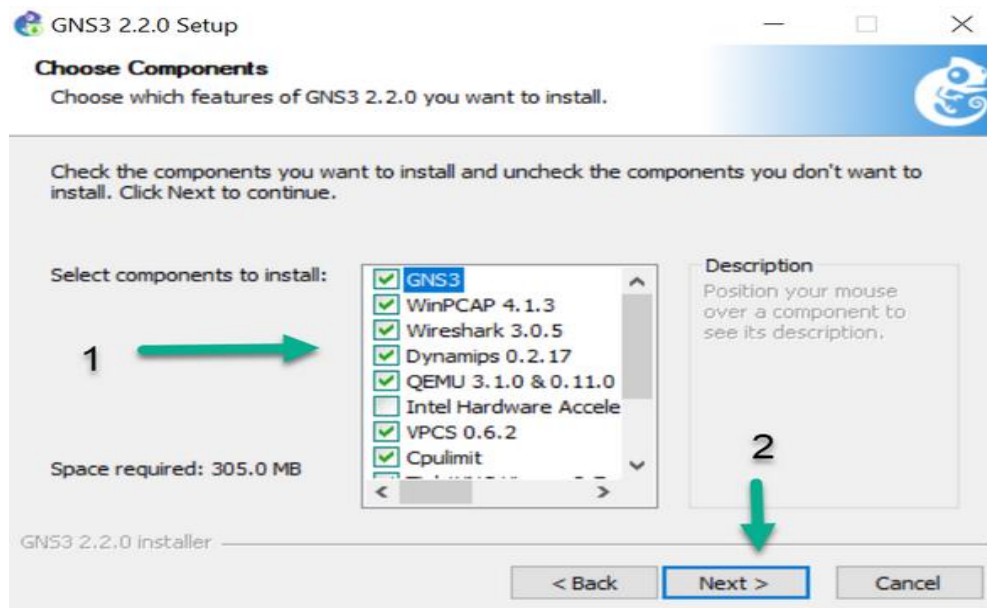 GNS3 2.2.0 Setup
Choose Components
Choose which features of GNS3 2.2.0 you want to install.
Check the components you want to install and uncheck the components you don't want to
install. Click Next to continue.
Select components to install:
GNS3
WinPCAP 4.1.3
Wireshark 3.0.5
Dynamips 0.2.17
QEMU 3.1.0 & 0.11.0
Intel Hardware Accele
VPCS 0.6.2
Cpulimit
Description
Position your mouse
over a component to
see its description.
1
Space required: 305.0 MB
2
GNS3 2.2.0 installer
< Back
Next >
Cancel